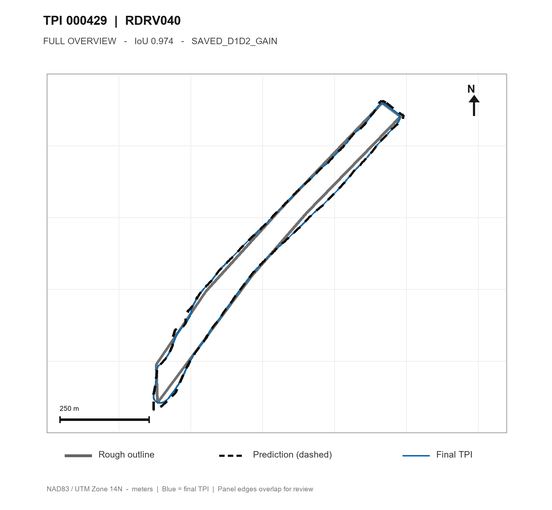 TPI 000429 | RDRV040
FULL OVERVIEW - IoU 0.974 - SAVED_D1D2_GAIN
N
250 m
Rough outline Prediction (dashed) Final TPI
NAD83 / UTM Zone 14N - meters | Blue = final TPI | Panel edges overlap for review